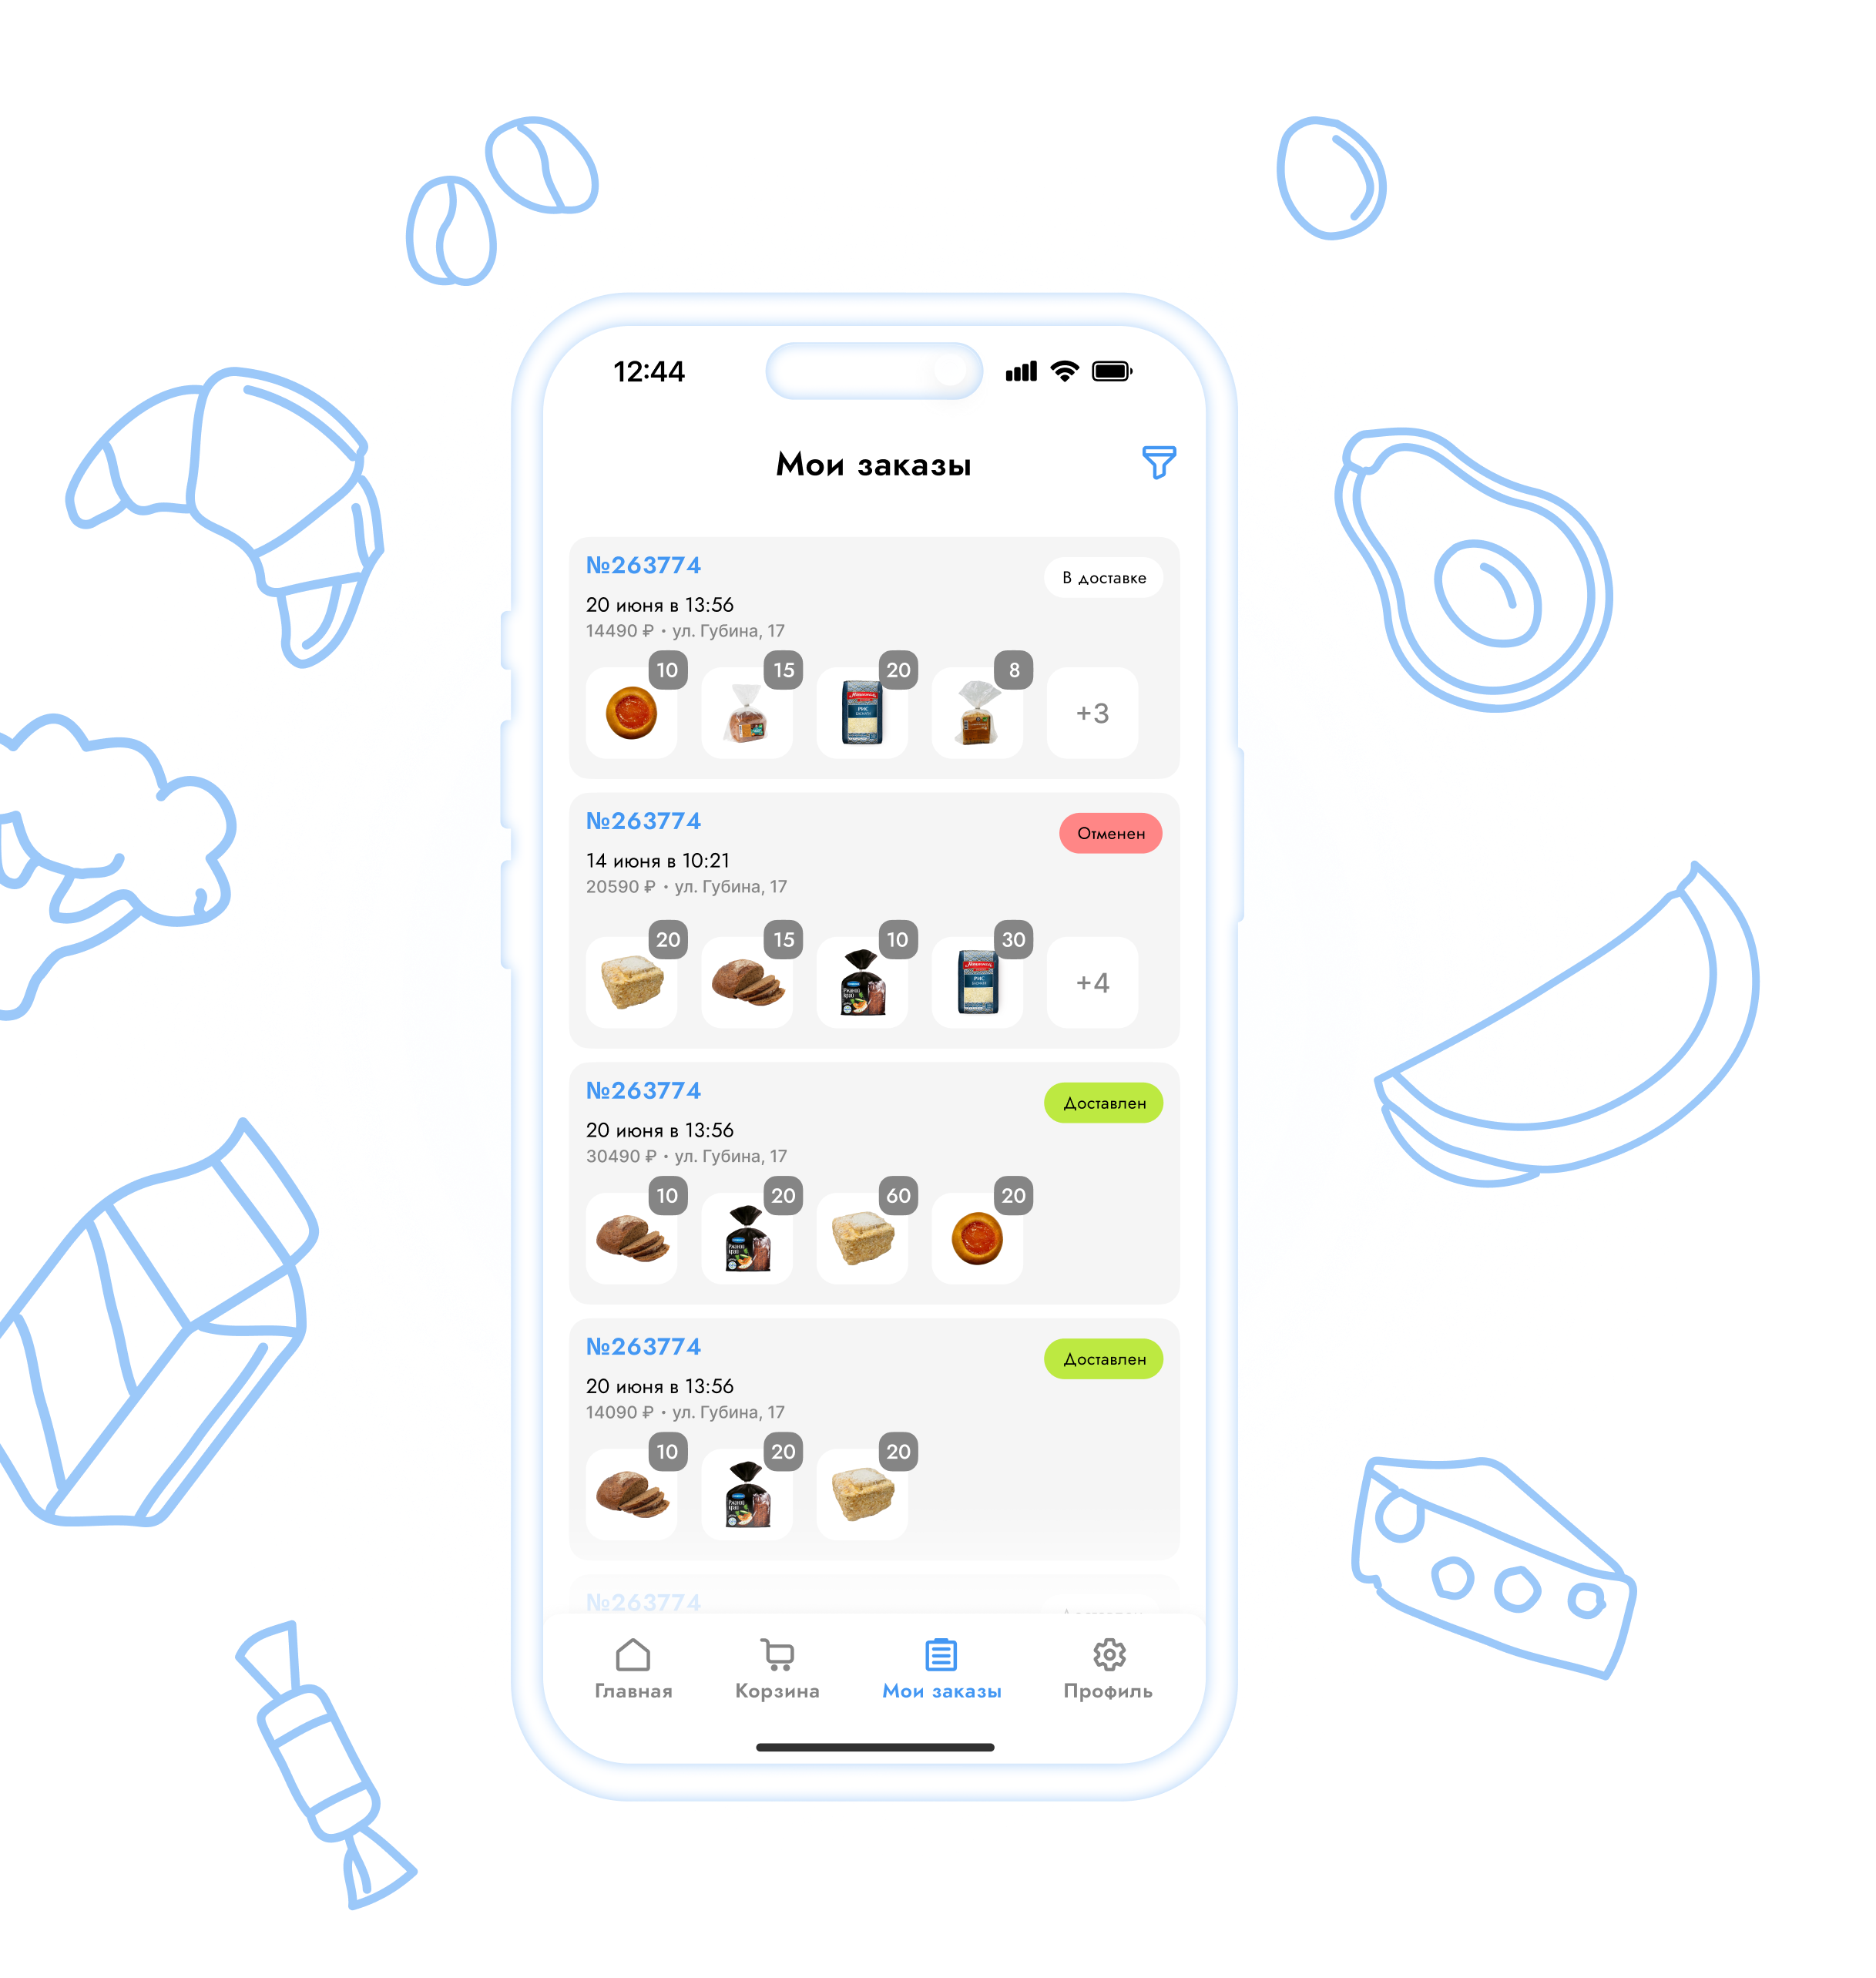 12:44
Мои заказы
№263774
В доставке
20 июня в 13:56
14490 ₽ • ул. Губина, 17
10
15
20
8
РИС
+3
№263774
Отменен
14 июня в 10:21
20590 ₽ • ул. Губина, 17
20
15
10
30
РИС
+4
№263774
Доставлен
20 июня в 13:56
30490 ₽ • ул. Губина, 17
10
20
60
20
№263774
Доставлен
20 июня в 13:56
14090 ₽ • ул. Губина, 17
10
20
20
№263774
Главная
Корзина
Мои заказы
Профиль